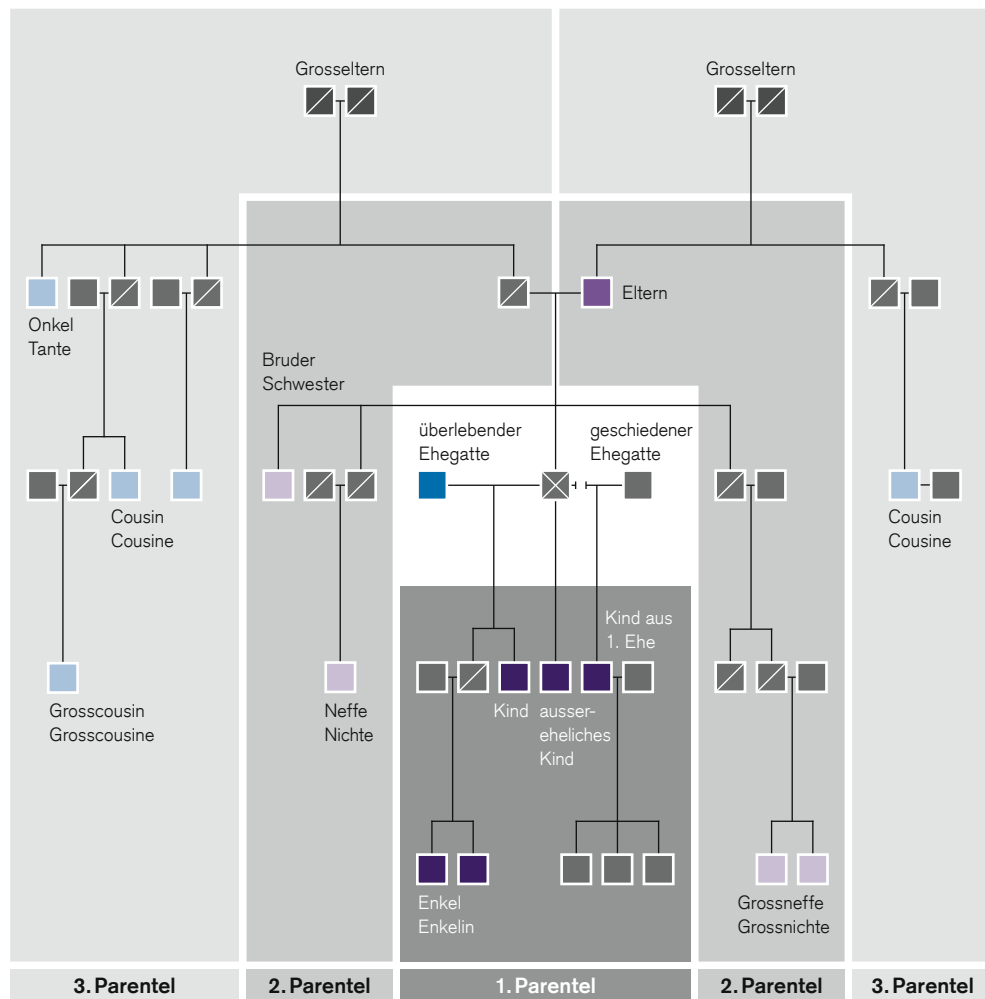 Grosseltern
Grosseltern
Eltern
Onkel
Tante
Bruder
Schwester
überlebender
Ehegatte
geschiedener
Ehegatte
Cousin
Cousine
Cousin
Cousine
Kind aus
1. Ehe
Grosscousin
Grosscousine
Neffe
Nichte
Kind
ausser-
eheliches
Kind
Enkel
Enkelin
Grossneffe
Grossnichte
3. Parentel
2. Parentel
1. Parentel
2. Parentel
3. Parentel